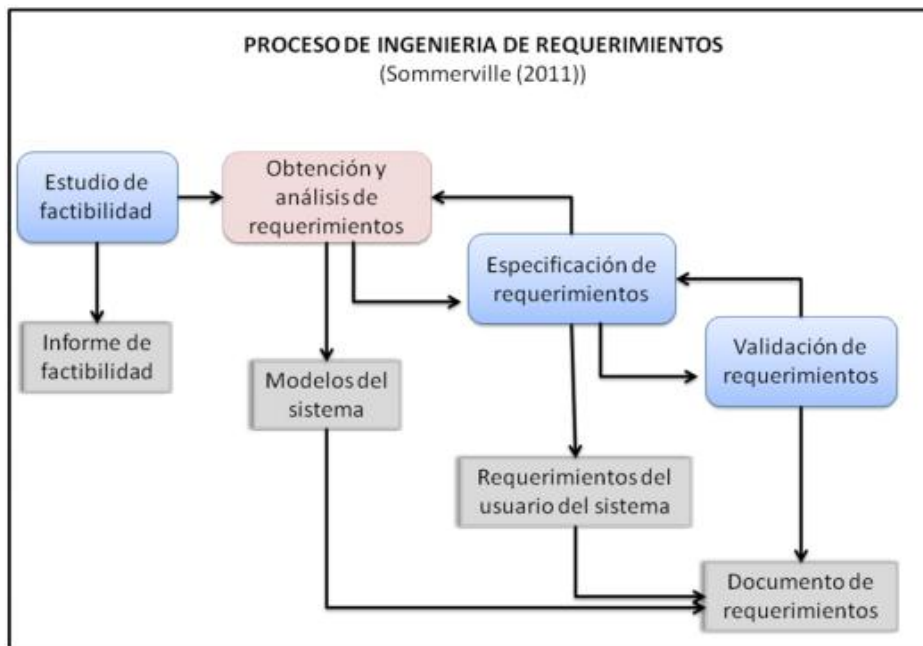 PROCESO DE INGENIERIA DE REQUERIMIENTOS
(Sommerville (2011))
Estudio de
factibilidad
Obtención y
análisis de
requerimientos
Especificación de
requerimientos
Informe de
factibilidad
Modelos del
sistema
Validación de
requerimientos
Requerimientos del
usuario del sistema
Documento de
requerimientos